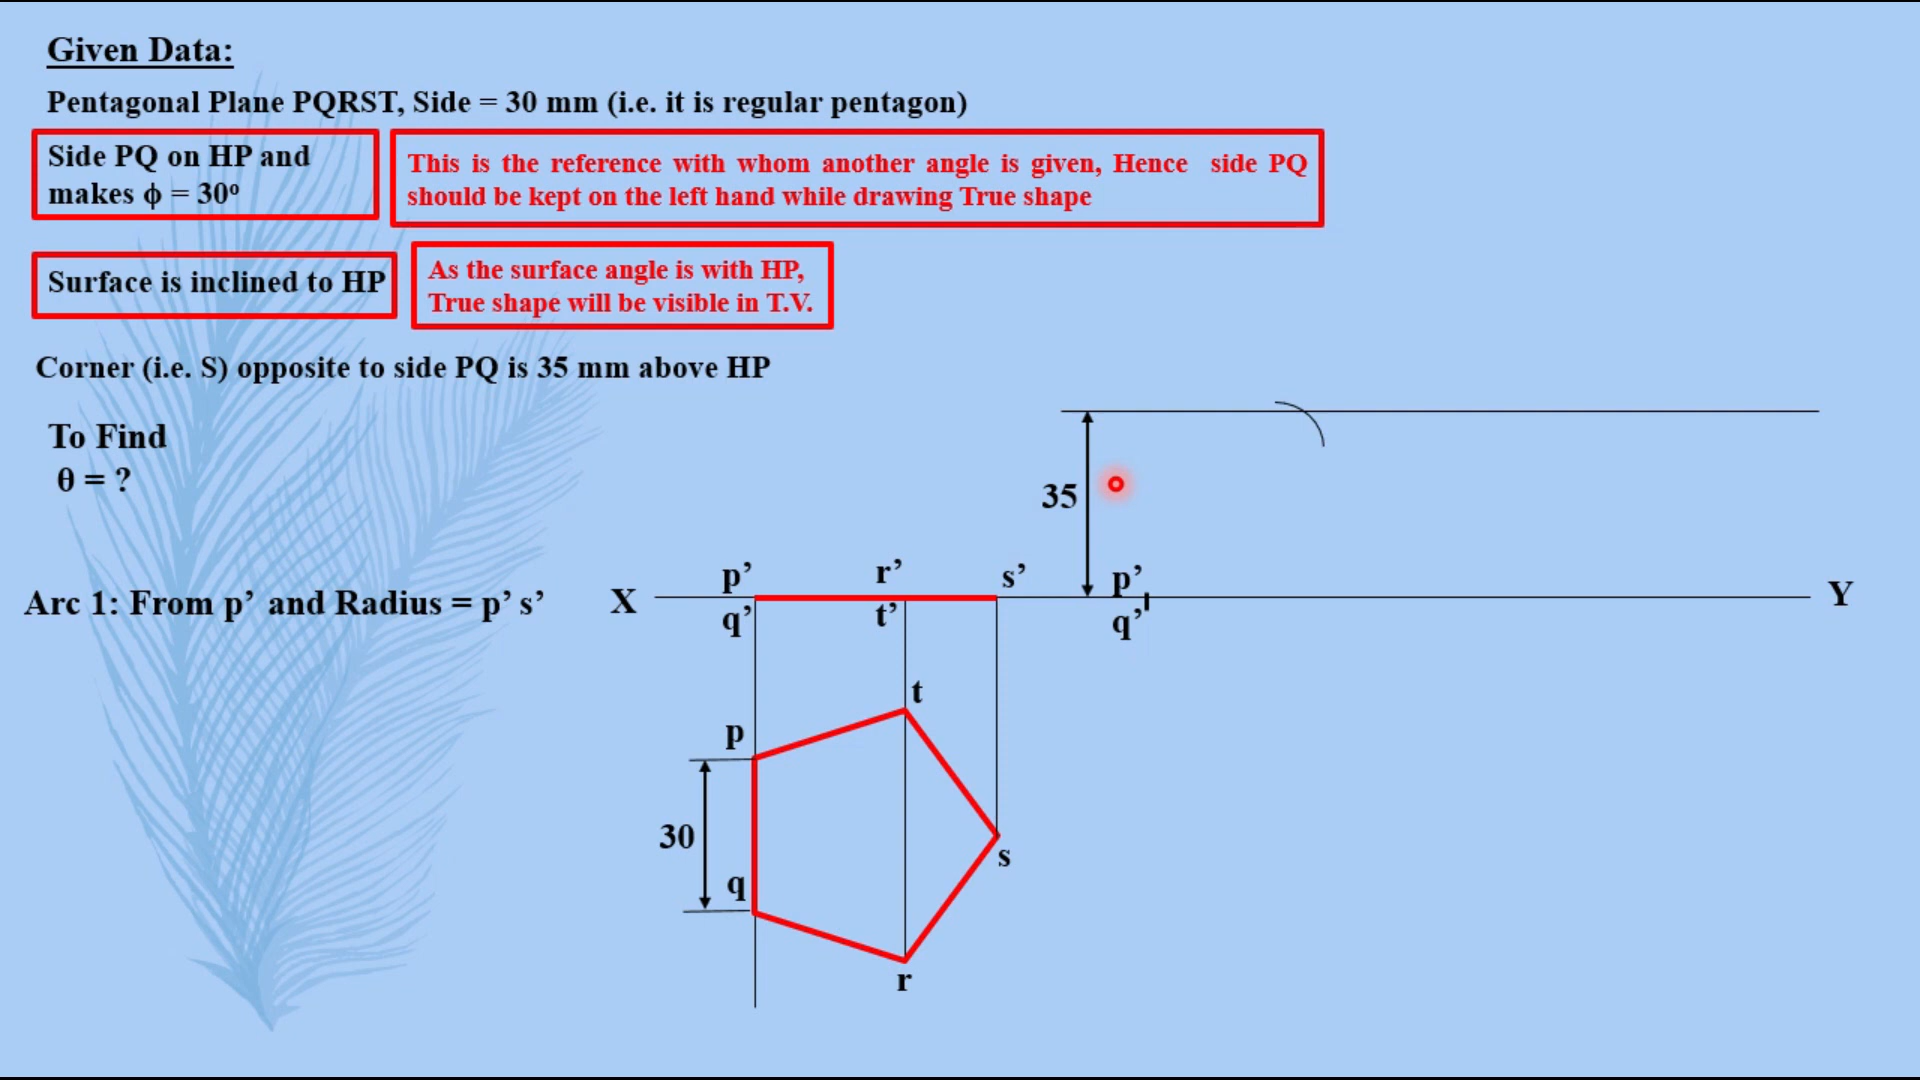 Given Data:
Pentagonal Plane PQRST, Side = 30 mm (i.e. it is regular pentagon)
Side PQ on HP and
makes ϕ = 30º
This is the reference with whom another angle is given, Hence side PQ
should be kept on the left hand while drawing True shape
Surface is inclined to HP
As the surface angle is with HP,
True shape will be visible in T.V.
Corner (i.e. S) opposite to side PQ is 35 mm above HP
To Find
θ = ?
35
Arc 1: From p’ and Radius = p’ s’
X
p’
q’
r’
t’
s’
p’
q’
Y
t
p
30
q
s
r